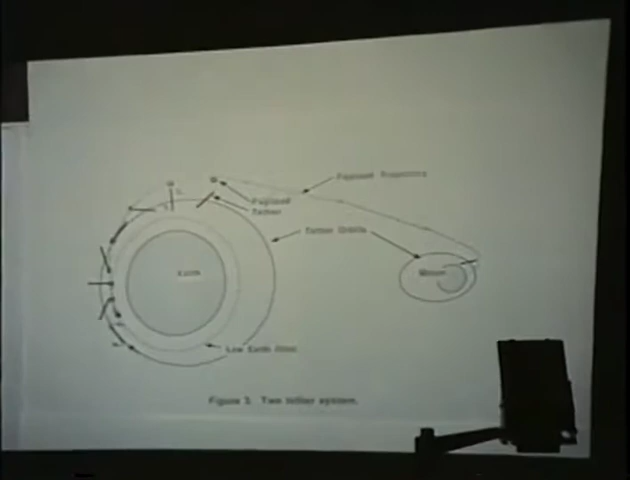 Payload Trajectory
Payload
Tether
Tether Orbits
Earth
Moon
Low Earth Orbit
Figure 3. Two tether system.